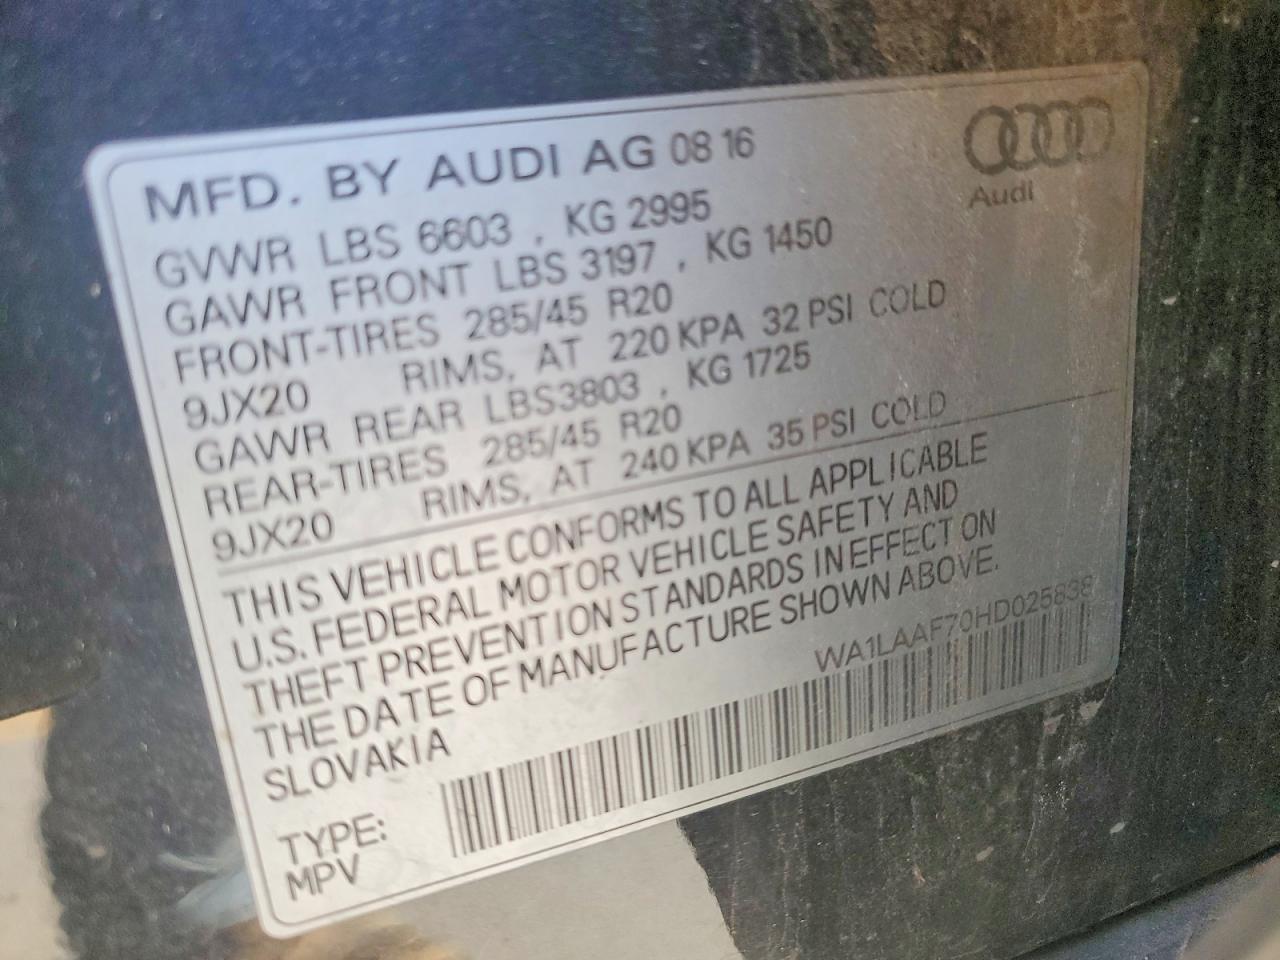 MFD. BY AUDI AG 08 16
Audi
GVWR LBS 6603 , KG 2995
GAWR FRONT LBS 3197 , KG 1450
FRONT-TIRES 285/45 R20
9JX20 RIMS, AT 220 KPA 32 PSI COLD
GAWR REAR LBS3803 , KG 1725
REAR-TIRES 285/45 R20
9JX20 RIMS, AT 240 KPA 35 PSI COLD
THIS VEHICLE CONFORMS TO ALL APPLICABLE
U.S. FEDERAL MOTOR VEHICLE SAFETY AND
THEFT PREVENTION STANDARDS IN EFFECT ON
THE DATE OF MANUFACTURE SHOWN ABOVE.
SLOVAKIA
WA1LAAF70HD025838
TYPE:
MPV